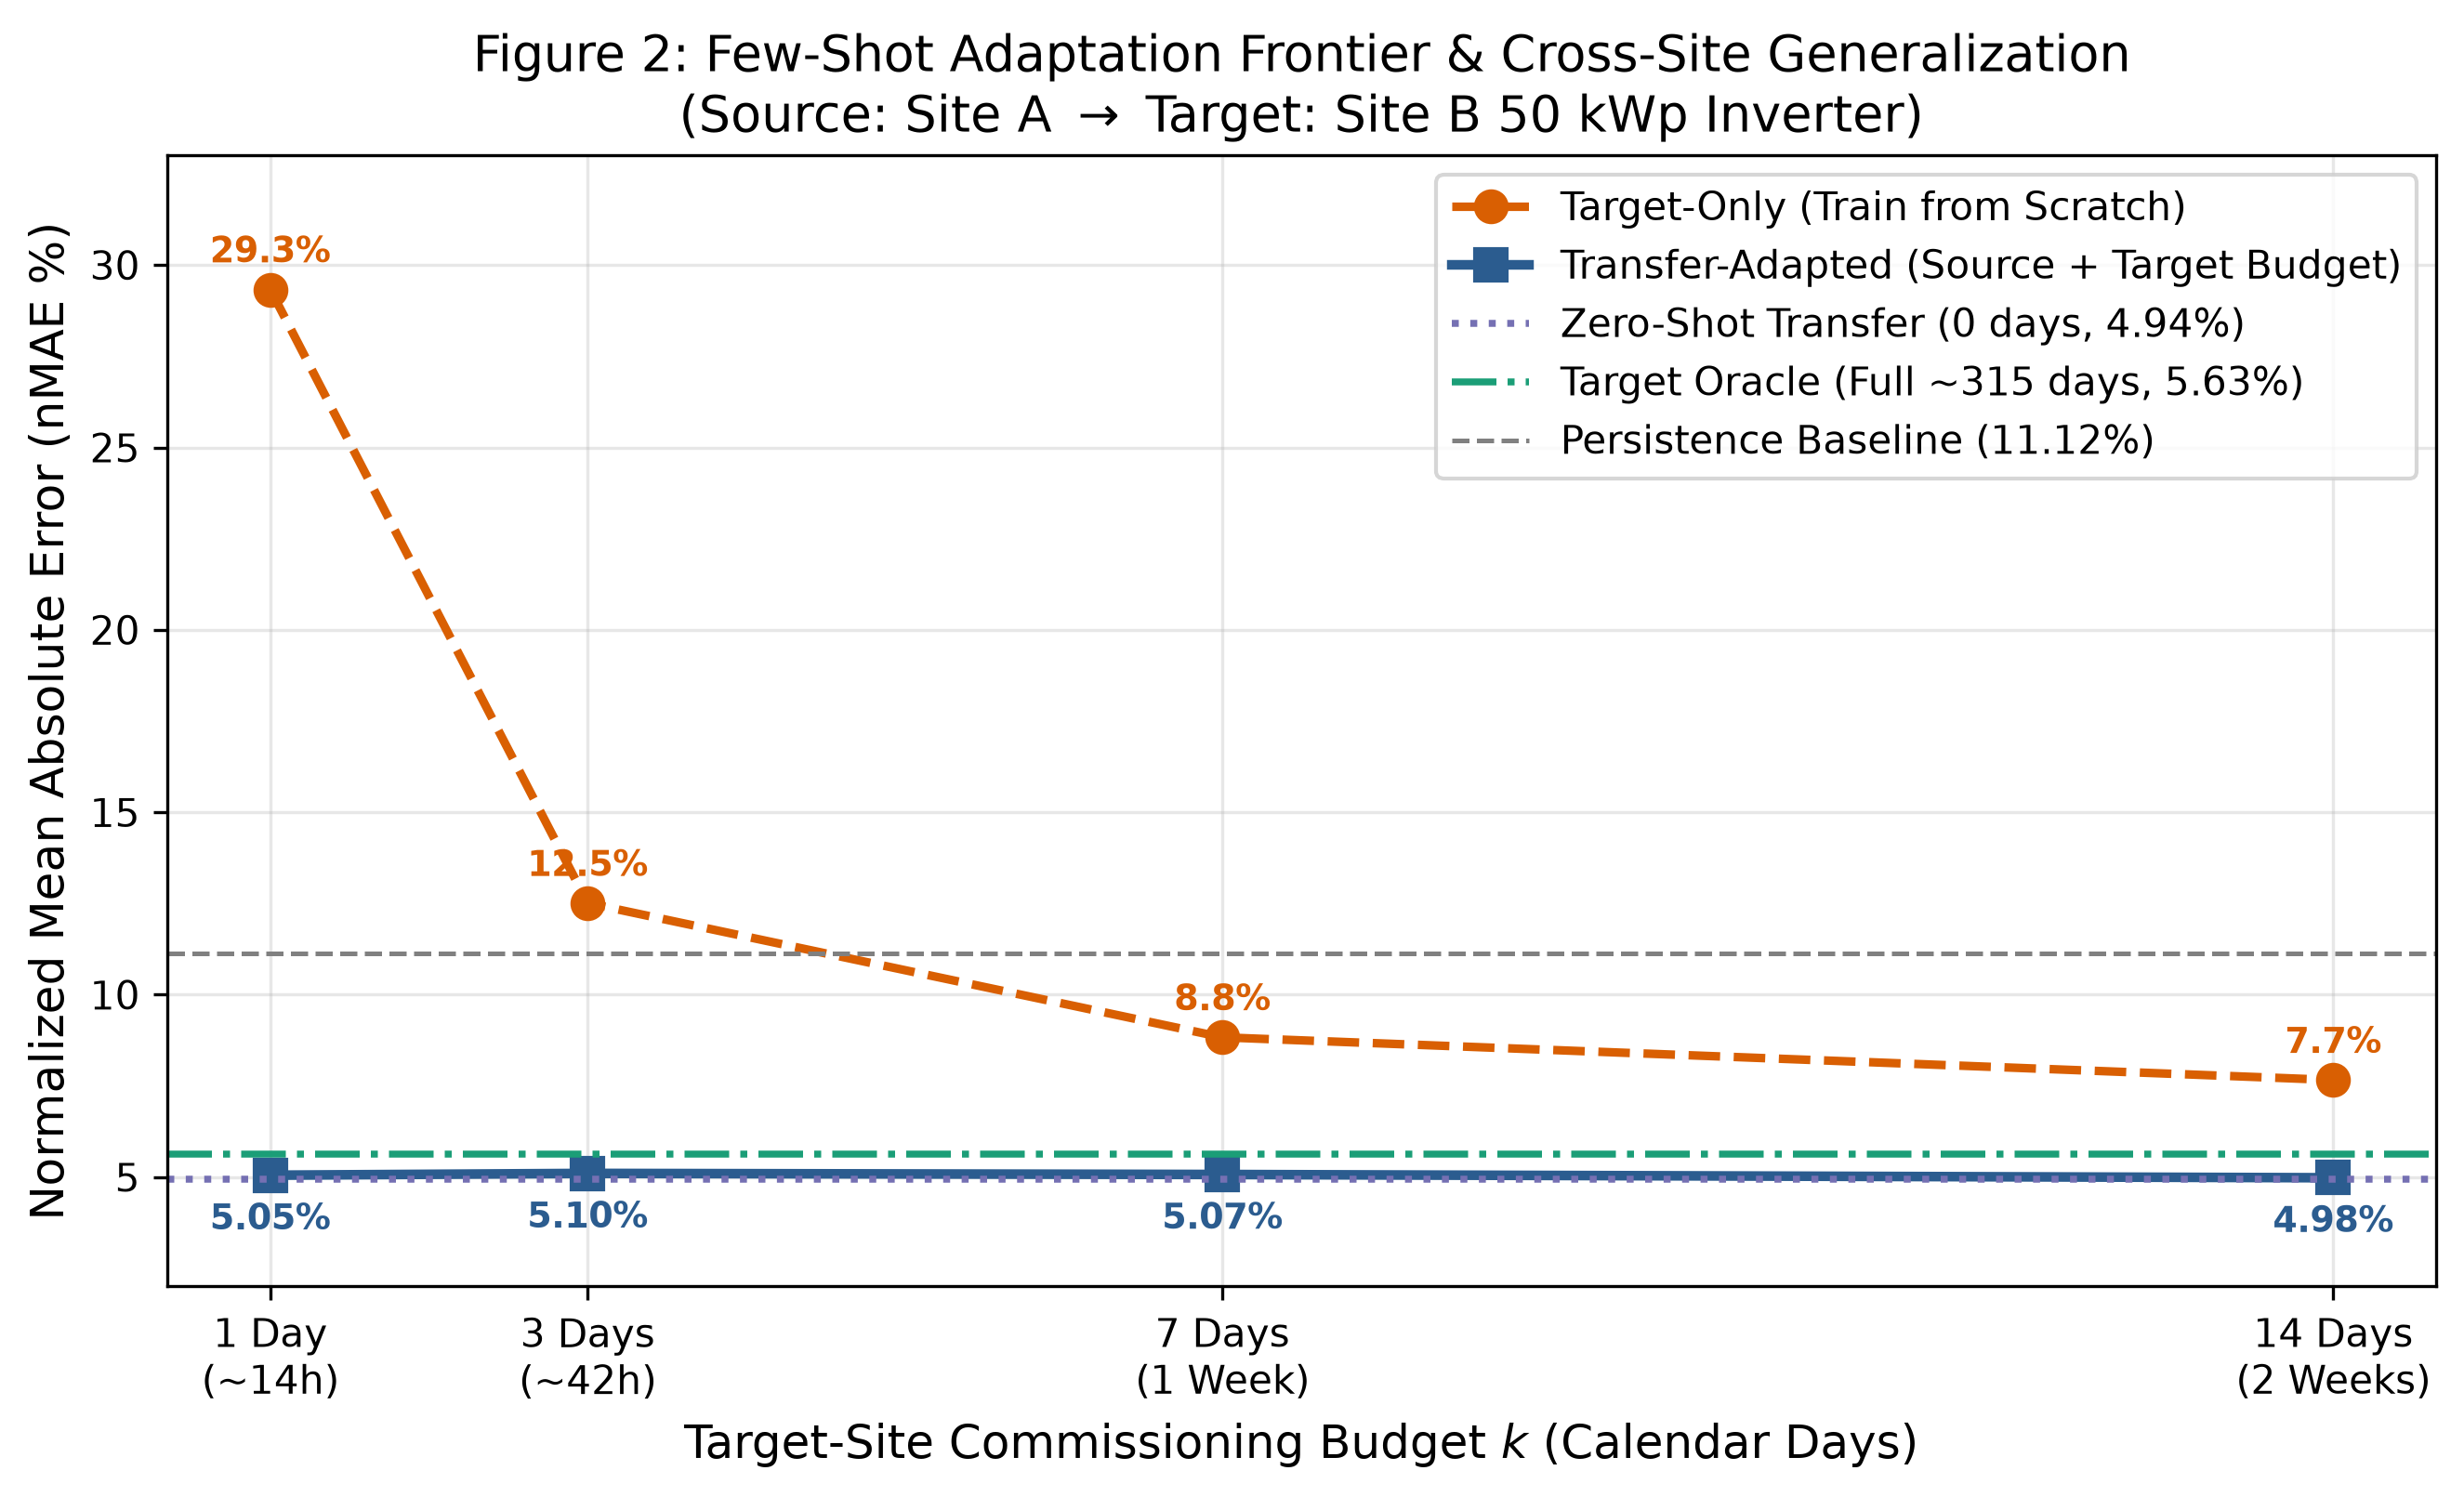 Figure 2: Few-Shot Adaptation Frontier & Cross-Site Generalization
(Source: Site A → Target: Site B 50 kWp Inverter)
Normalized Mean Absolute Error (nMAE %)
30
25
20
15
10
5
Target-Only (Train from Scratch)
Transfer-Adapted (Source + Target Budget)
Zero-Shot Transfer (0 days, 4.94%)
Target Oracle (Full ~315 days, 5.63%)
Persistence Baseline (11.12%)
29.3%
12.5%
8.8%
7.7%
5.05%
5.10%
5.07%
4.98%
1 Day
(~14h)
3 Days
(~42h)
7 Days
(1 Week)
14 Days
(2 Weeks)
Target-Site Commissioning Budget k (Calendar Days)